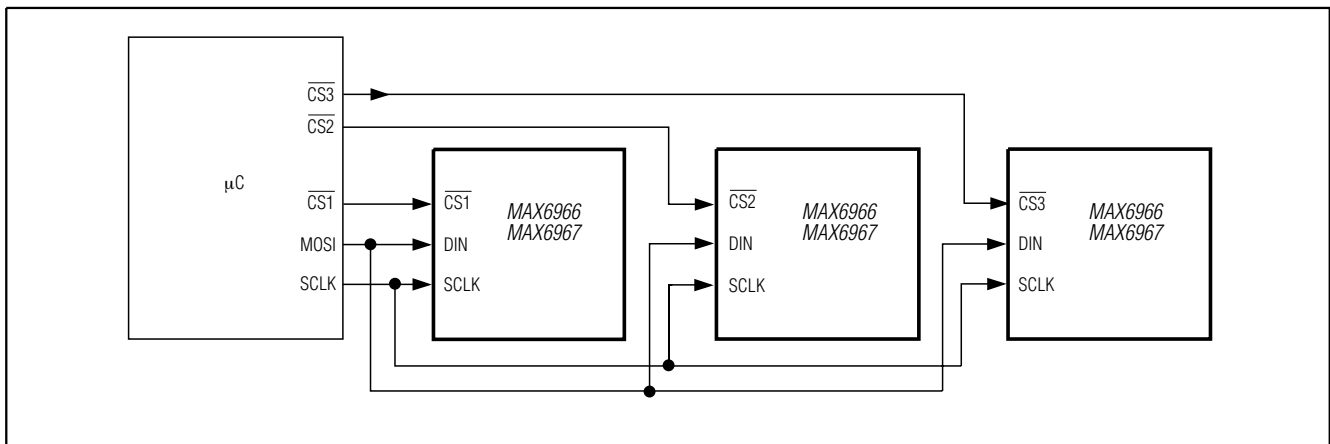 μC
CS3
CS2
CS1
MOSI
SCLK
CS1
DIN
SCLK
MAX6966
MAX6967
CS2
DIN
SCLK
MAX6966
MAX6967
CS3
DIN
SCLK
MAX6966
MAX6967